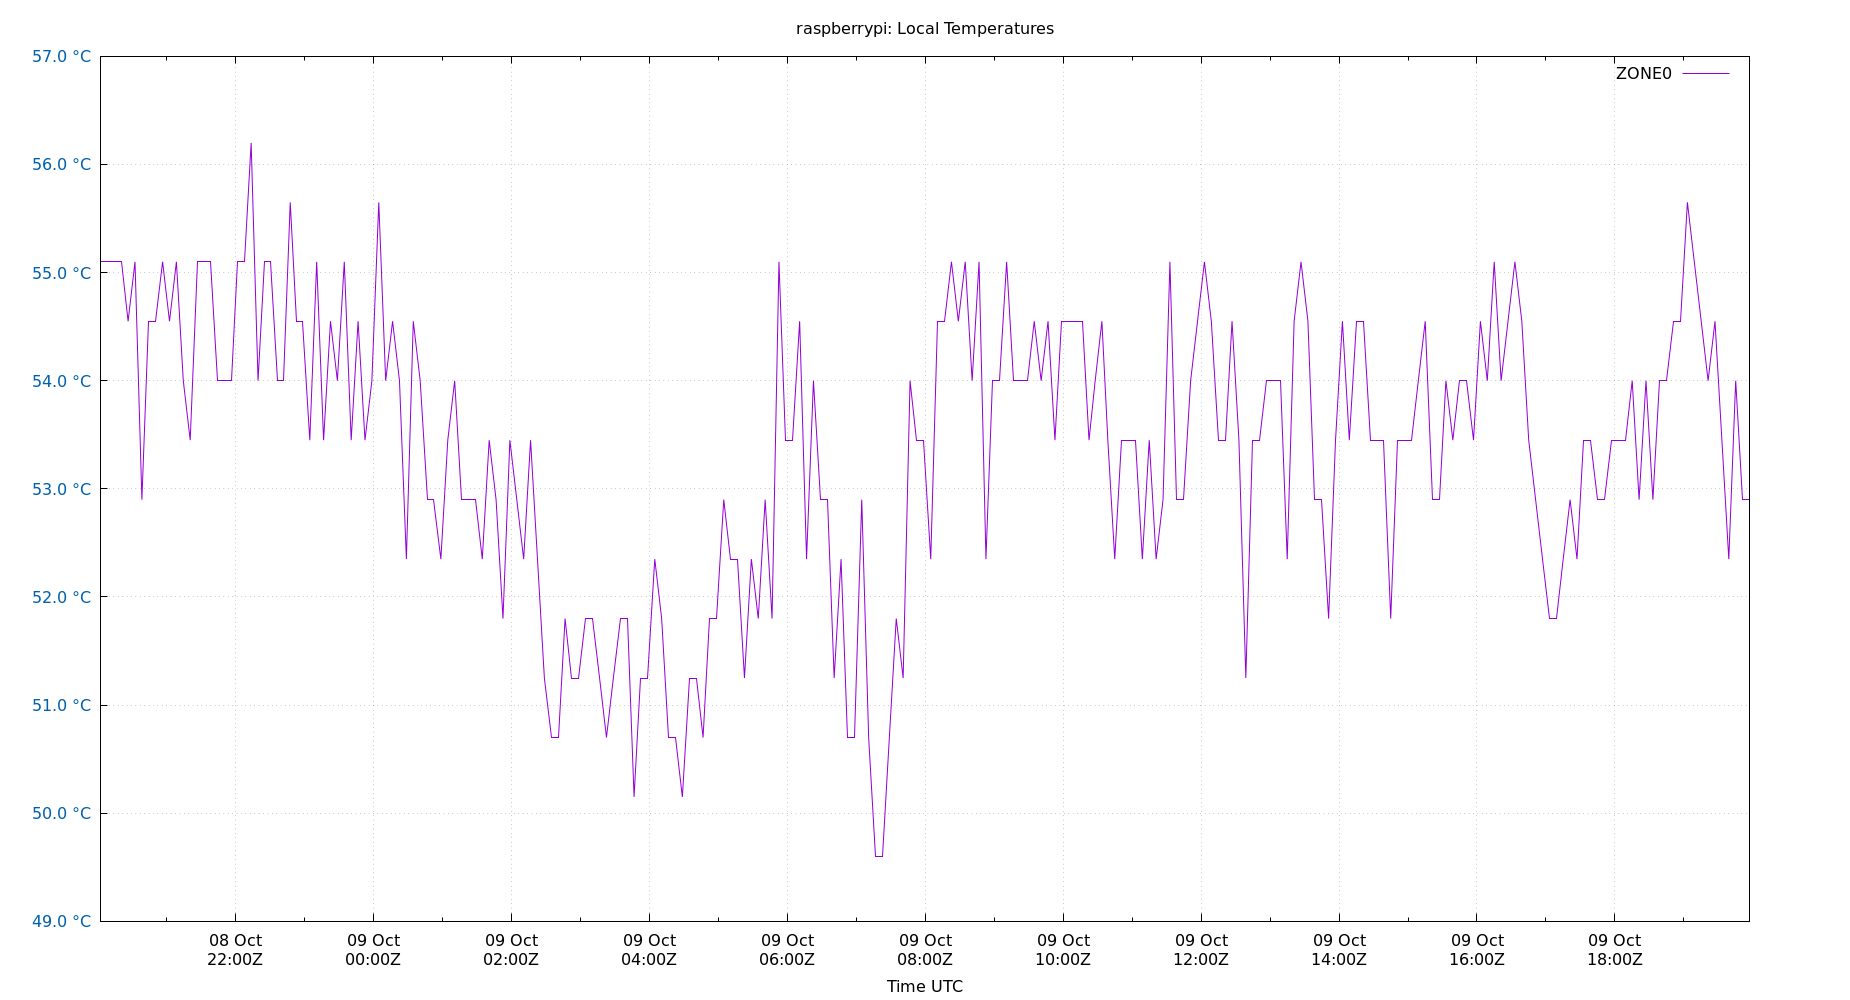 raspberrypi: Local Temperatures
57.0 °C
ZONE0
56.0 °C
55.0 °C
54.0 °C
53.0 °C
52.0 °C
51.0 °C
50.0 °C
49.0 °C
08 Oct 09 Oct 09 Oct 09 Oct 09 Oct 09 Oct 09 Oct 09 Oct 09 Oct 09 Oct 09 Oct
22:00Z 00:00Z 02:00Z 04:00Z 06:00Z 08:00Z 10:00Z 12:00Z 14:00Z 16:00Z 18:00Z
Time UTC